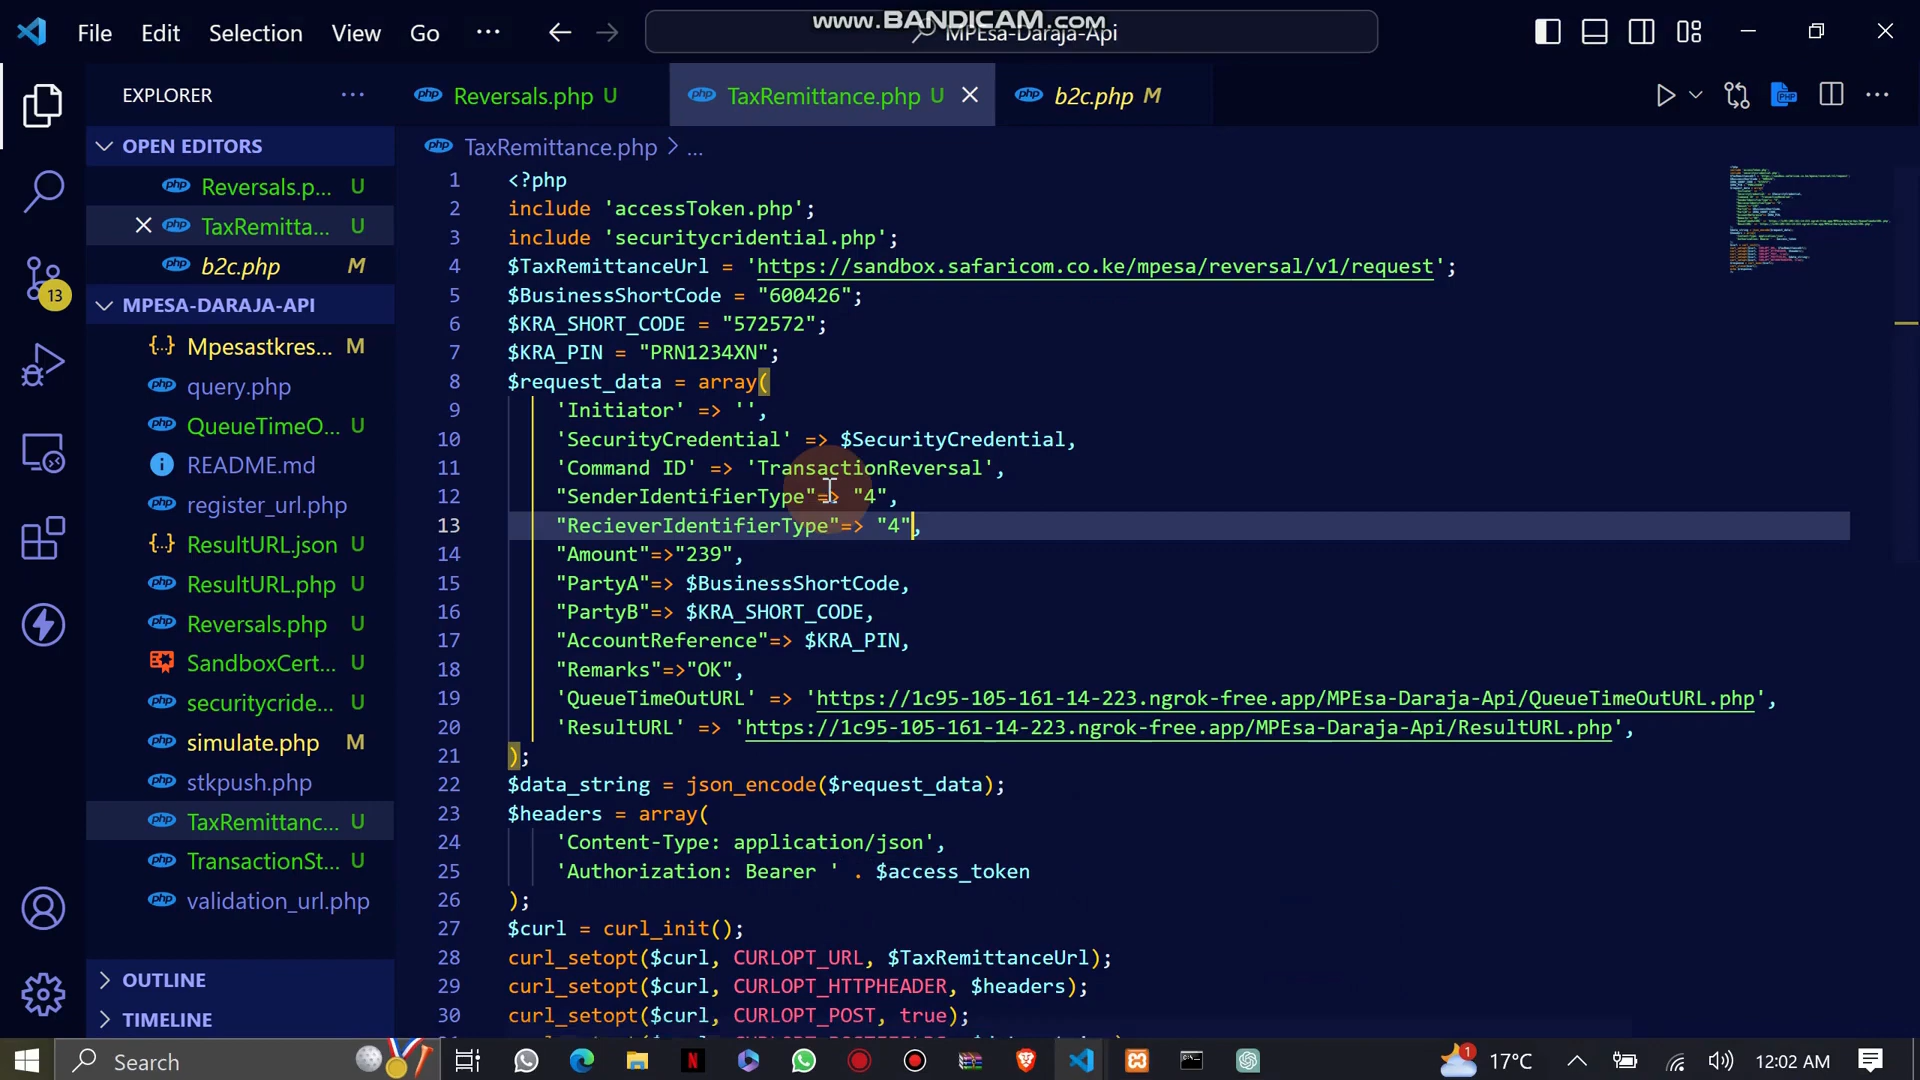 www.BANDICAM.com
File Edit Selection View Go ... MPEsa-Daraja-Api
EXPLORER ...
OPEN EDITORS
Reversals.p... U
TaxRemitta... U
b2c.php M
MPESA-DARAJA-API
{..} Mpesastkres... M
query.php
QueueTimeO... U
README.md
register_url.php
{..} ResultURL.json U
ResultURL.php U
Reversals.php U
SandboxCert... U
securitycride... U
simulate.php M
stkpush.php
TaxRemittanc... U
TransactionSt... U
validation_url.php
OUTLINE
TIMELINE
13
php Reversals.php U php TaxRemittance.php U php b2c.php M
php TaxRemittance.php > ...
1 <?php
2 include 'accessToken.php';
3 include 'securitycridential.php';
4 $TaxRemittanceUrl = 'https://sandbox.safaricom.co.ke/mpesa/reversal/v1/request';
5 $BusinessShortCode = "600426";
6 $KRA_SHORT_CODE = "572572";
7 $KRA_PIN = "PRN1234XN";
8 $request_data = array(
9 'Initiator' => '',
10 'SecurityCredential' => $SecurityCredential,
11 'Command ID' => 'TransactionReversal',
12 "SenderIdentifierType"=> "4",
13 "RecieverIdentifierType"=> "4",
14 "Amount"=>"239",
15 "PartyA"=> $BusinessShortCode,
16 "PartyB"=> $KRA_SHORT_CODE,
17 "AccountReference"=> $KRA_PIN,
18 "Remarks"=>"OK",
19 'QueueTimeOutURL' => 'https://1c95-105-161-14-223.ngrok-free.app/MPEsa-Daraja-Api/QueueTimeOutURL.php',
20 'ResultURL' => 'https://1c95-105-161-14-223.ngrok-free.app/MPEsa-Daraja-Api/ResultURL.php',
21 );
22 $data_string = json_encode($request_data);
23 $headers = array(
24 'Content-Type: application/json',
25 'Authorization: Bearer ' . $access_token
26 );
27 $curl = curl_init();
28 curl_setopt($curl, CURLOPT_URL, $TaxRemittanceUrl);
29 curl_setopt($curl, CURLOPT_HTTPHEADER, $headers);
30 curl_setopt($curl, CURLOPT_POST, true);
Search 1 17°C 12:02 AM